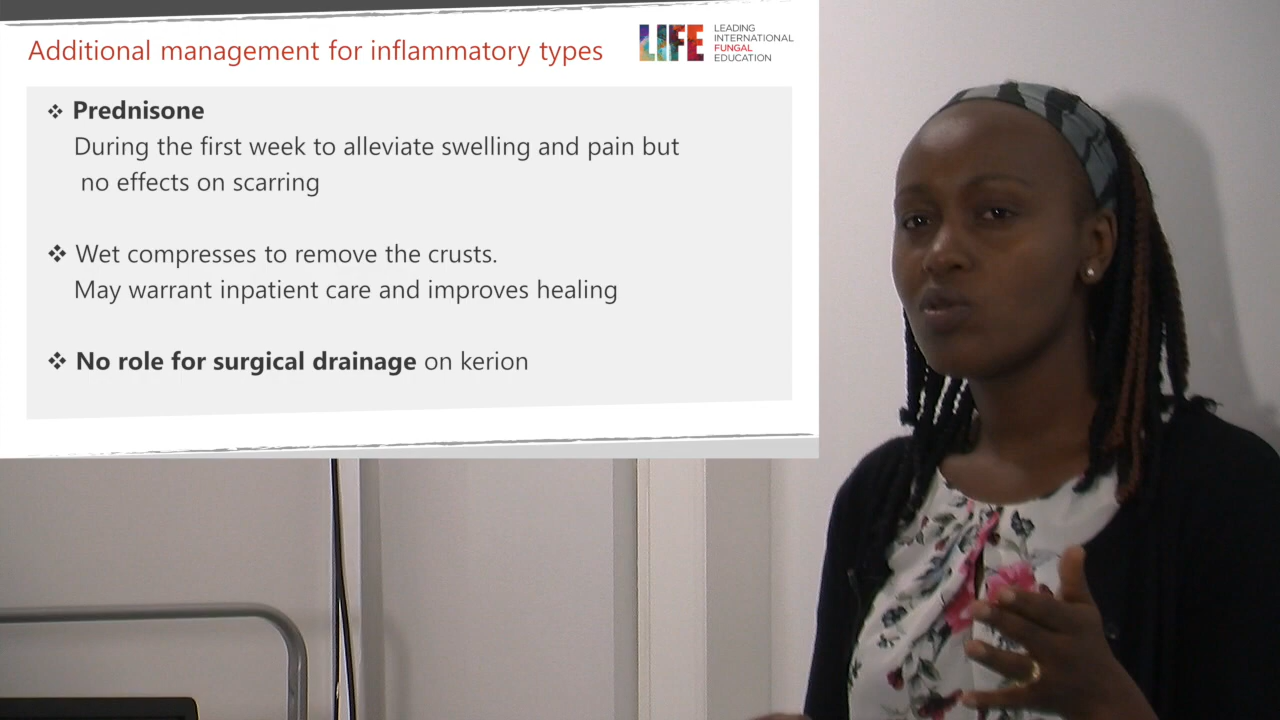 Additional management for inflammatory types
LIFE
LEADING
INTERNATIONAL
FUNGAL
EDUCATION
❖ Prednisone
During the first week to alleviate swelling and pain but
no effects on scarring
❖ Wet compresses to remove the crusts.
May warrant inpatient care and improves healing
❖ No role for surgical drainage on kerion